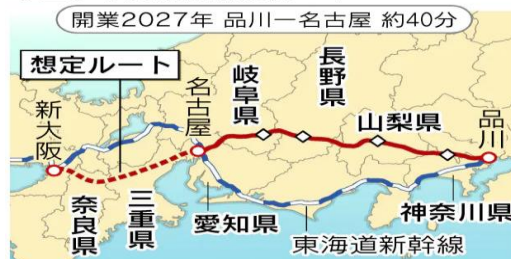 開業2027年 品川―名古屋 約40分
想定ルート
新大阪
名古屋
岐阜県
長野県
山梨県
品川
奈良県
三重県
愛知県
東海道新幹線
神奈川県